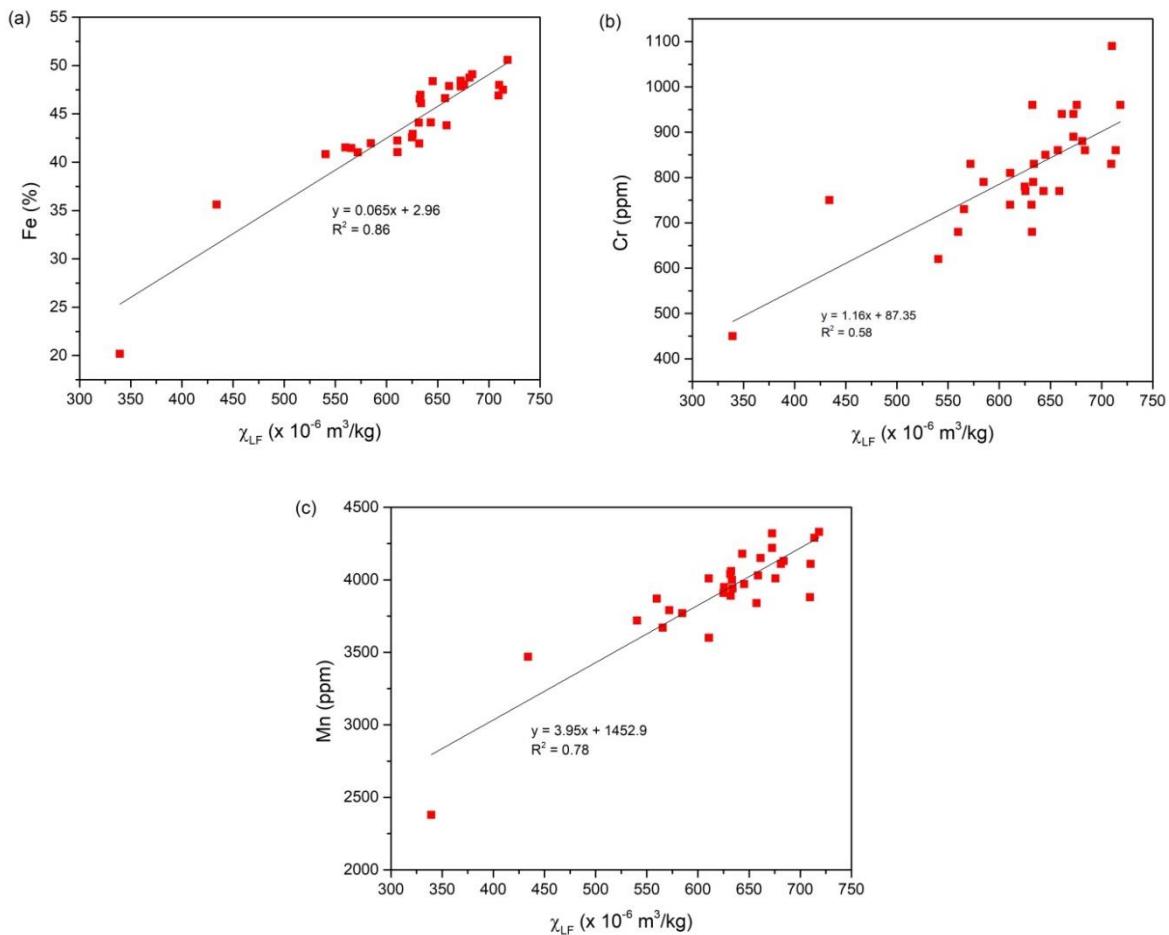 (a)
55
50
45
40
35
30
25
20
Fe (%)
y = 0.065x + 2.96
R² = 0.86
300 350 400 450 500 550 600 650 700 750
χLF (x 10⁻⁶ m³/kg)
(b)
1100
1000
900
800
700
600
500
400
Cr (ppm)
y = 1.16x + 87.35
R² = 0.58
300 350 400 450 500 550 600 650 700 750
χLF (x 10⁻⁶ m³/kg)
(c)
4500
4000
3500
3000
2500
2000
Mn (ppm)
y = 3.95x + 1452.9
R² = 0.78
300 350 400 450 500 550 600 650 700 750
χLF (x 10⁻⁶ m³/kg)